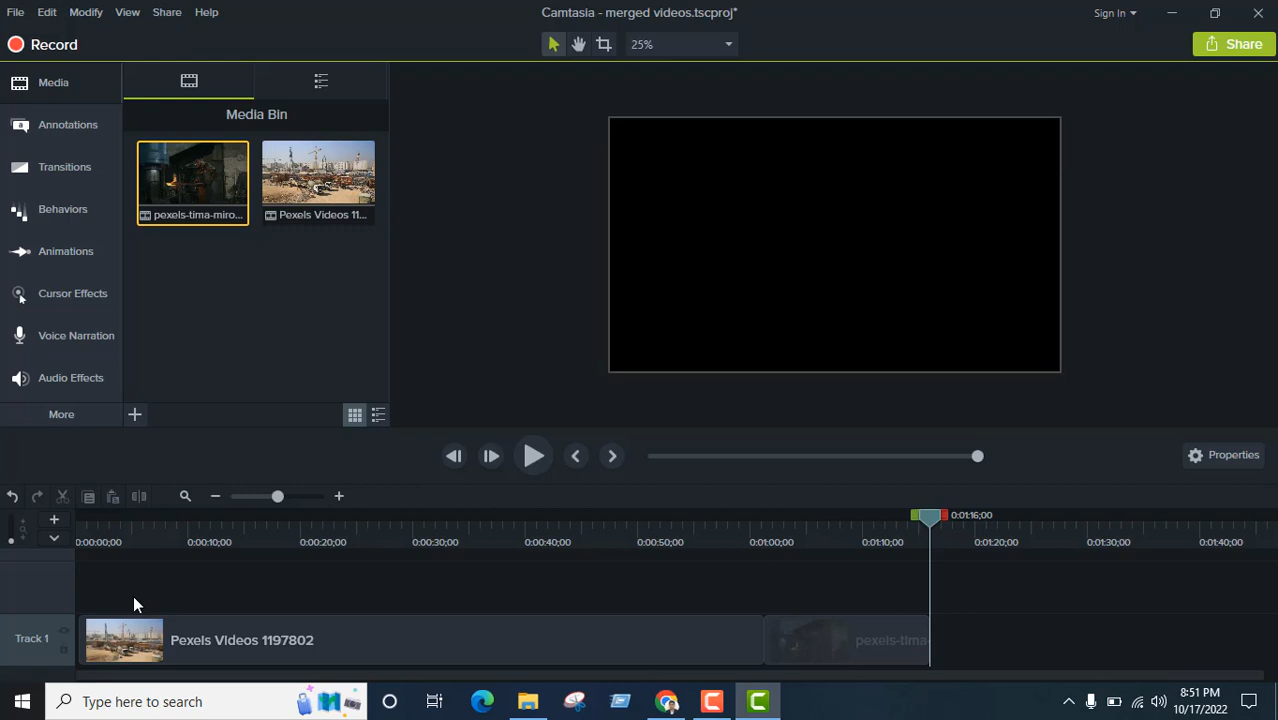 File Edit Modify View Share Help
Camtasia - merged videos.tscproj*
Sign In
Record
25%
Share
Media
Annotations
Transitions
Behaviors
Animations
Cursor Effects
Voice Narration
Audio Effects
More
Media Bin
pexels-tima-miro...
Pexels Videos 11...
Properties
0:01:16;00
0:00:00;00 0:00:10;00 0:00:20;00 0:00:30;00 0:00:40;00 0:00:50;00 0:01:00;00 0:01:10;00 0:01:20;00 0:01:30;00 0:01:40;00
Track 1
Pexels Videos 1197802
pexels-tima-
Type here to search
8:51 PM
10/17/2022